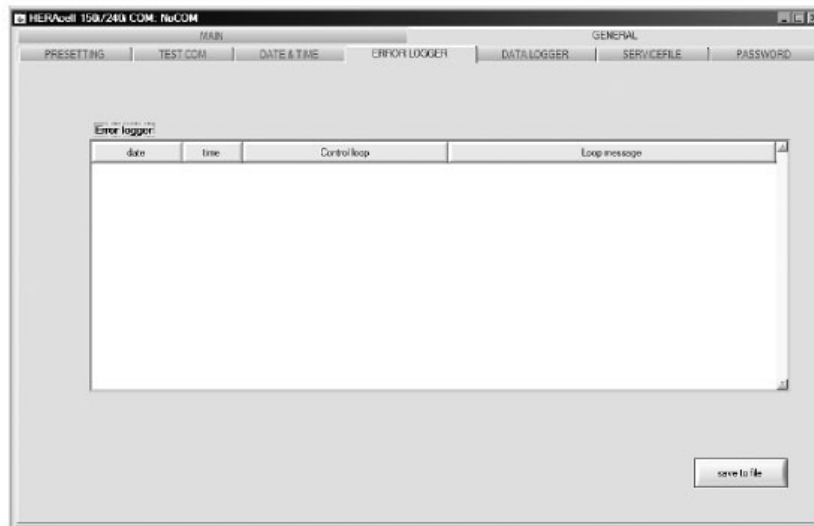 HERAcell 150i/240i COM: NoCOM
MAIN GENERAL
PRESETTING TEST COM DATE & TIME ERROR LOGGER DATA LOGGER SERVICEFILE PASSWORD
Error logger
date time Control loop Loop message
save to file